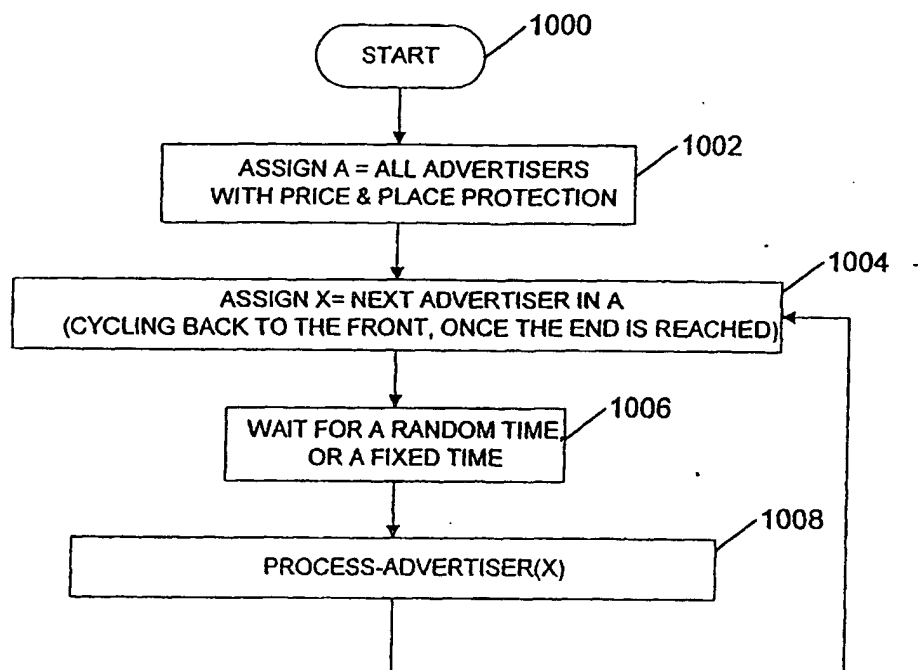 START
1000
ASSIGN A = ALL ADVERTISERS
WITH PRICE & PLACE PROTECTION
1002
ASSIGN X= NEXT ADVERTISER IN A
(CYCLING BACK TO THE FRONT, ONCE THE END IS REACHED)
1004
WAIT FOR A RANDOM TIME
OR A FIXED TIME
1006
PROCESS-ADVERTISER(X)
1008